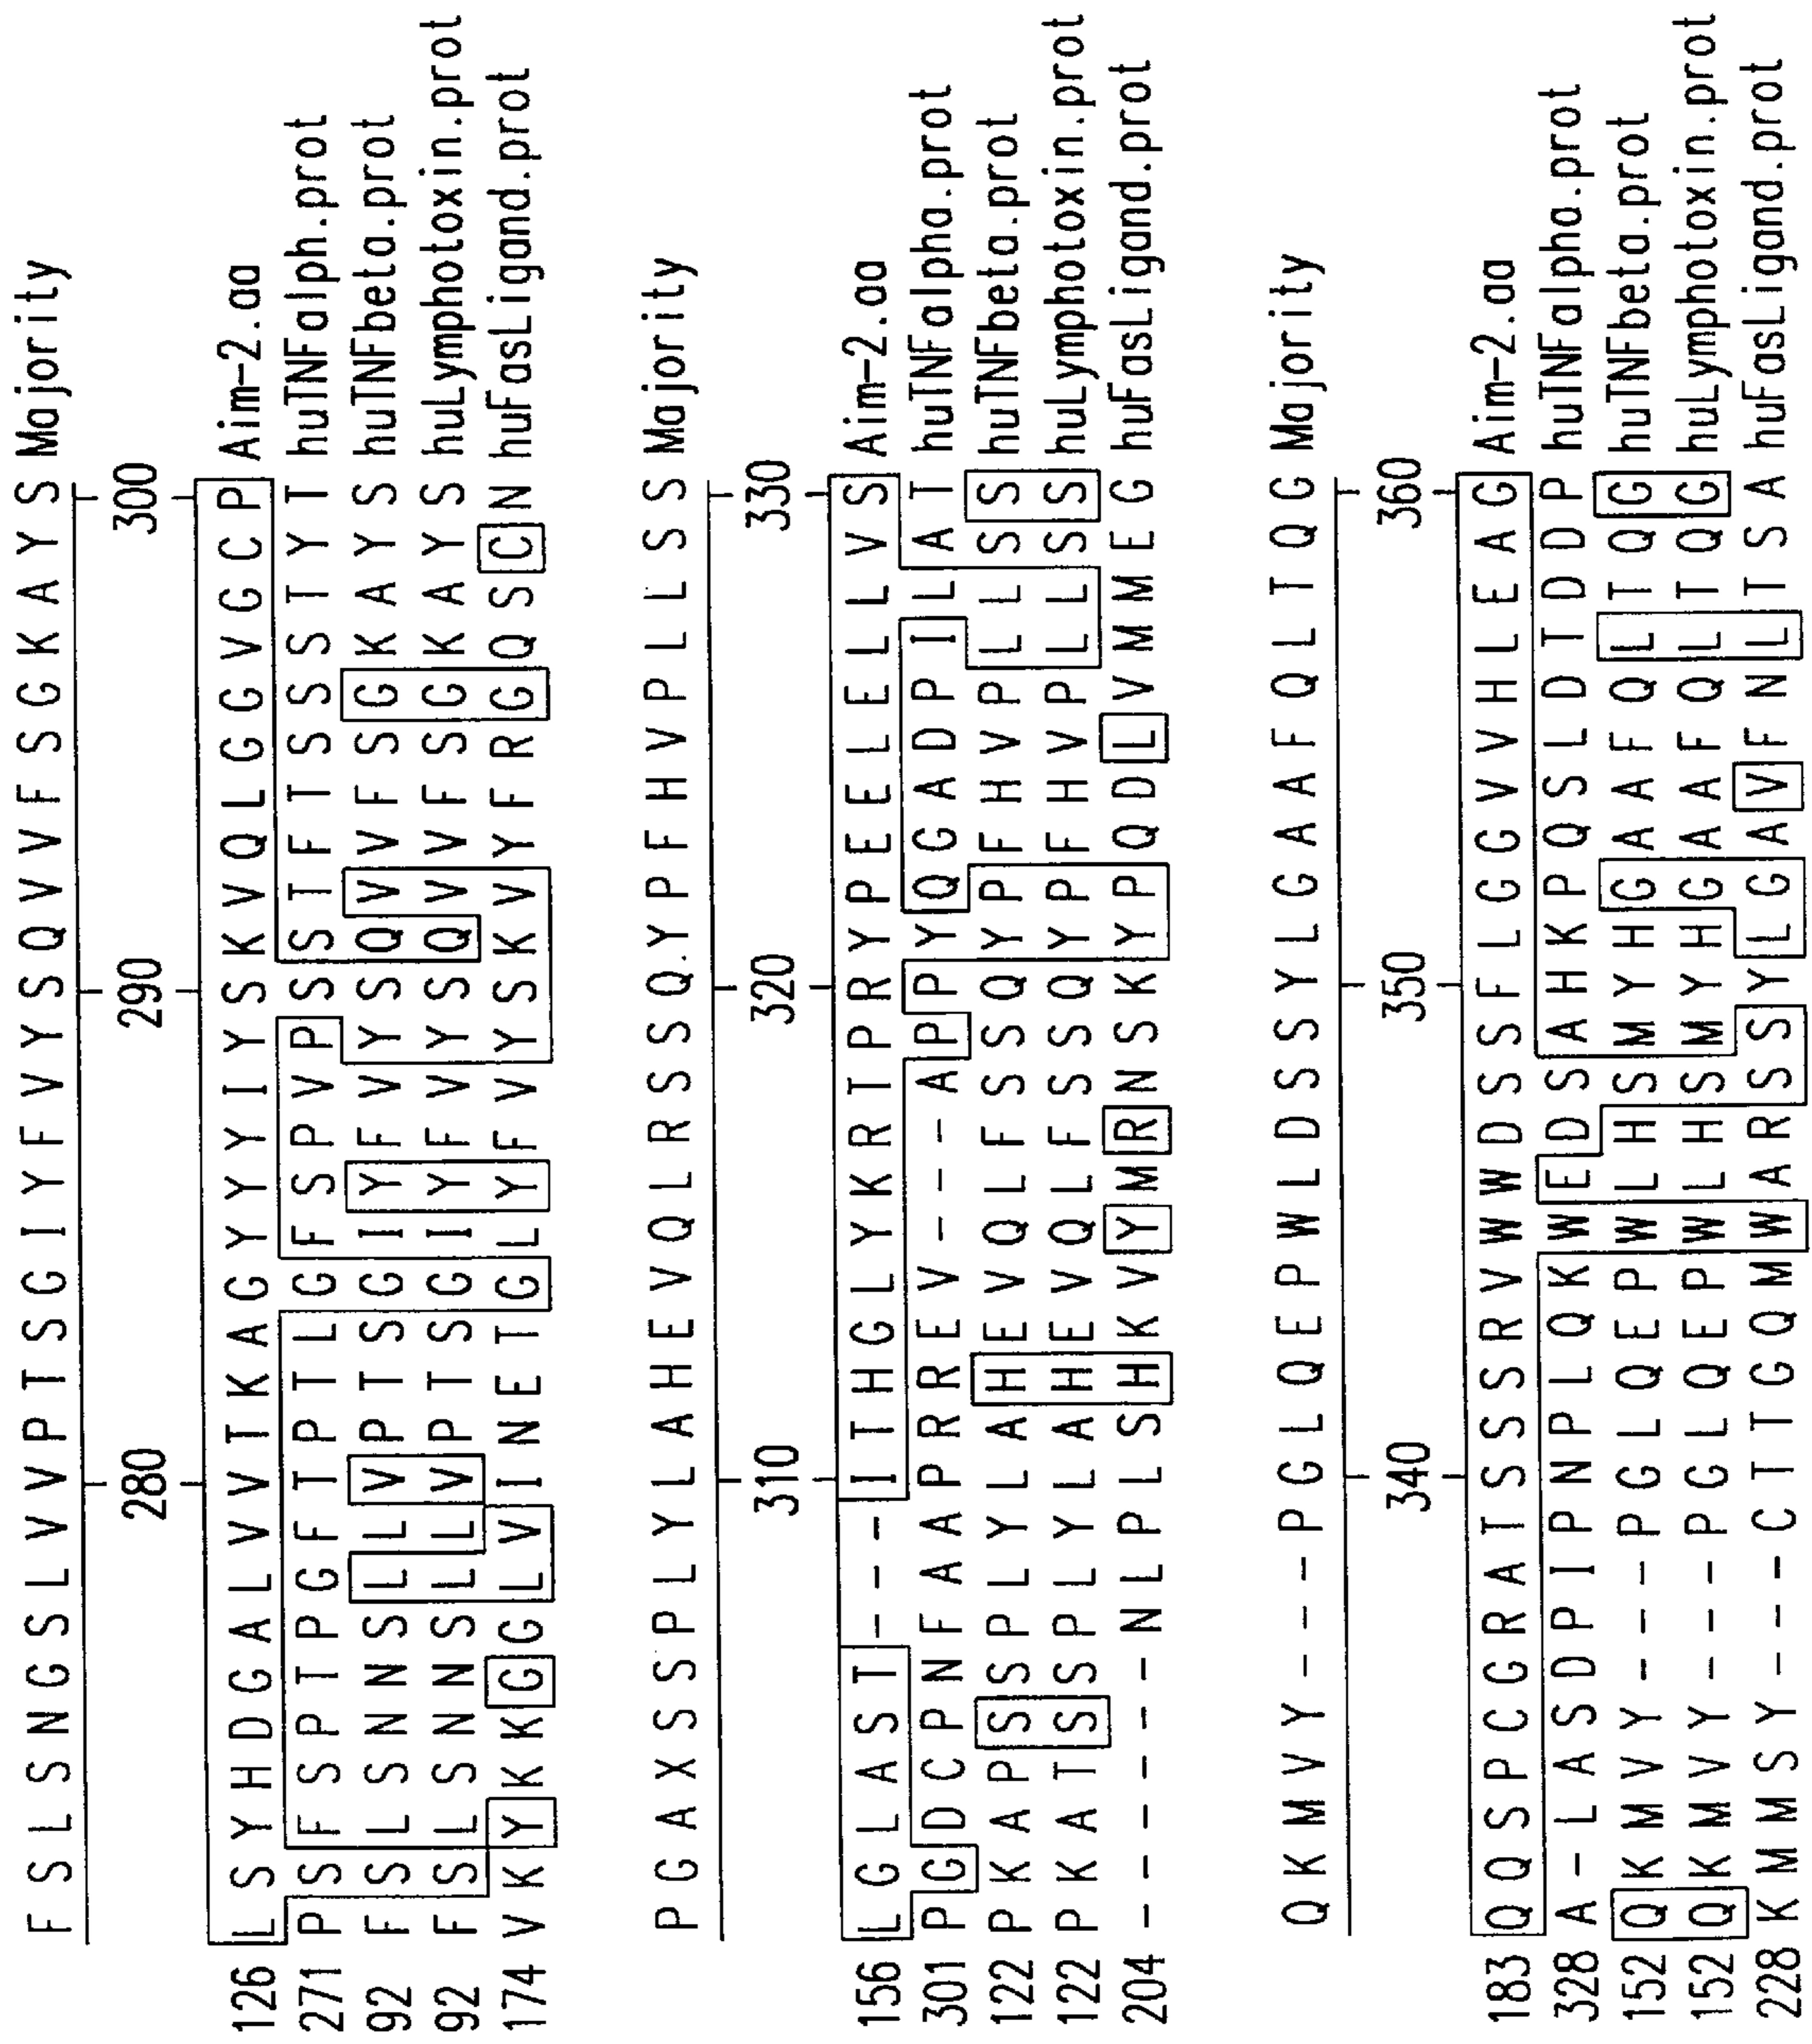 F S L S N G S L V V P T S G I Y F V Y S Q V V F S G K A Y S Majority
280 290 300
126 L S Y H D G A L V V T K A G Y Y Y I Y S K V Q L G G V G C P Aim-2.aa
271 P S F S P T P G F T P T L G F S P V P S S T F T S S S T Y T huTNFalph.prot
92 F S L S N N S L L V P T S G I Y F V Y S Q V V F S G K A Y S huTNFbeta.prot
92 F S L S N N S L L V P T S G I Y F V Y S Q V V F S G K A Y S huLymphotoxin.prot
174 V K Y K K G G L V I N E T G L Y F V Y S K V Y F R G Q S C N huFasLigand.prot
P G A X S S P L Y L A H E V Q L R S S Q Y P F H V P L L S S Majority
310 320 330
156 L G L A S T - - - I T H G L Y K R T P R Y P E E L E L L V S Aim-2.aa
301 P G D C P N F A A P R R E V - - - A P P Y Q G A D P I L A T huTNFalpha.prot
122 P K A P S S P L Y L A H E V Q L F S S Q Y P F H V P L L S S huTNFbeta.prot
122 P K A T S S P L Y L A H E V Q L F S S Q Y P F H V P L L S S huLymphotoxin.prot
204 - - - - - - N L P L S H K V Y M R N S K Y P Q D L V M M E G huFasLigand.prot
Q K M V Y - - - P G L Q E P W L D S S Y L G A A F Q L T Q G Majority
340 350 360
183 Q Q S P C G R A T S S S R V W W D S S F L G G V V H L E A G Aim-2.aa
328 A - L A S D P I P N P L Q K W E D S A H K P Q S L D T D D P huTNFalpha.prot
152 Q K M V Y - - - P G L Q E P W L H S M Y H G A A F Q L T Q G huTNFbeta.prot
152 Q K M V Y - - - P G L Q E P W L H S M Y H G A A F Q L T Q G huLymphotoxin.prot
228 K M M S Y - - - C T T G Q M W A R S S Y L G A V F N L T S A huFasLigand.prot